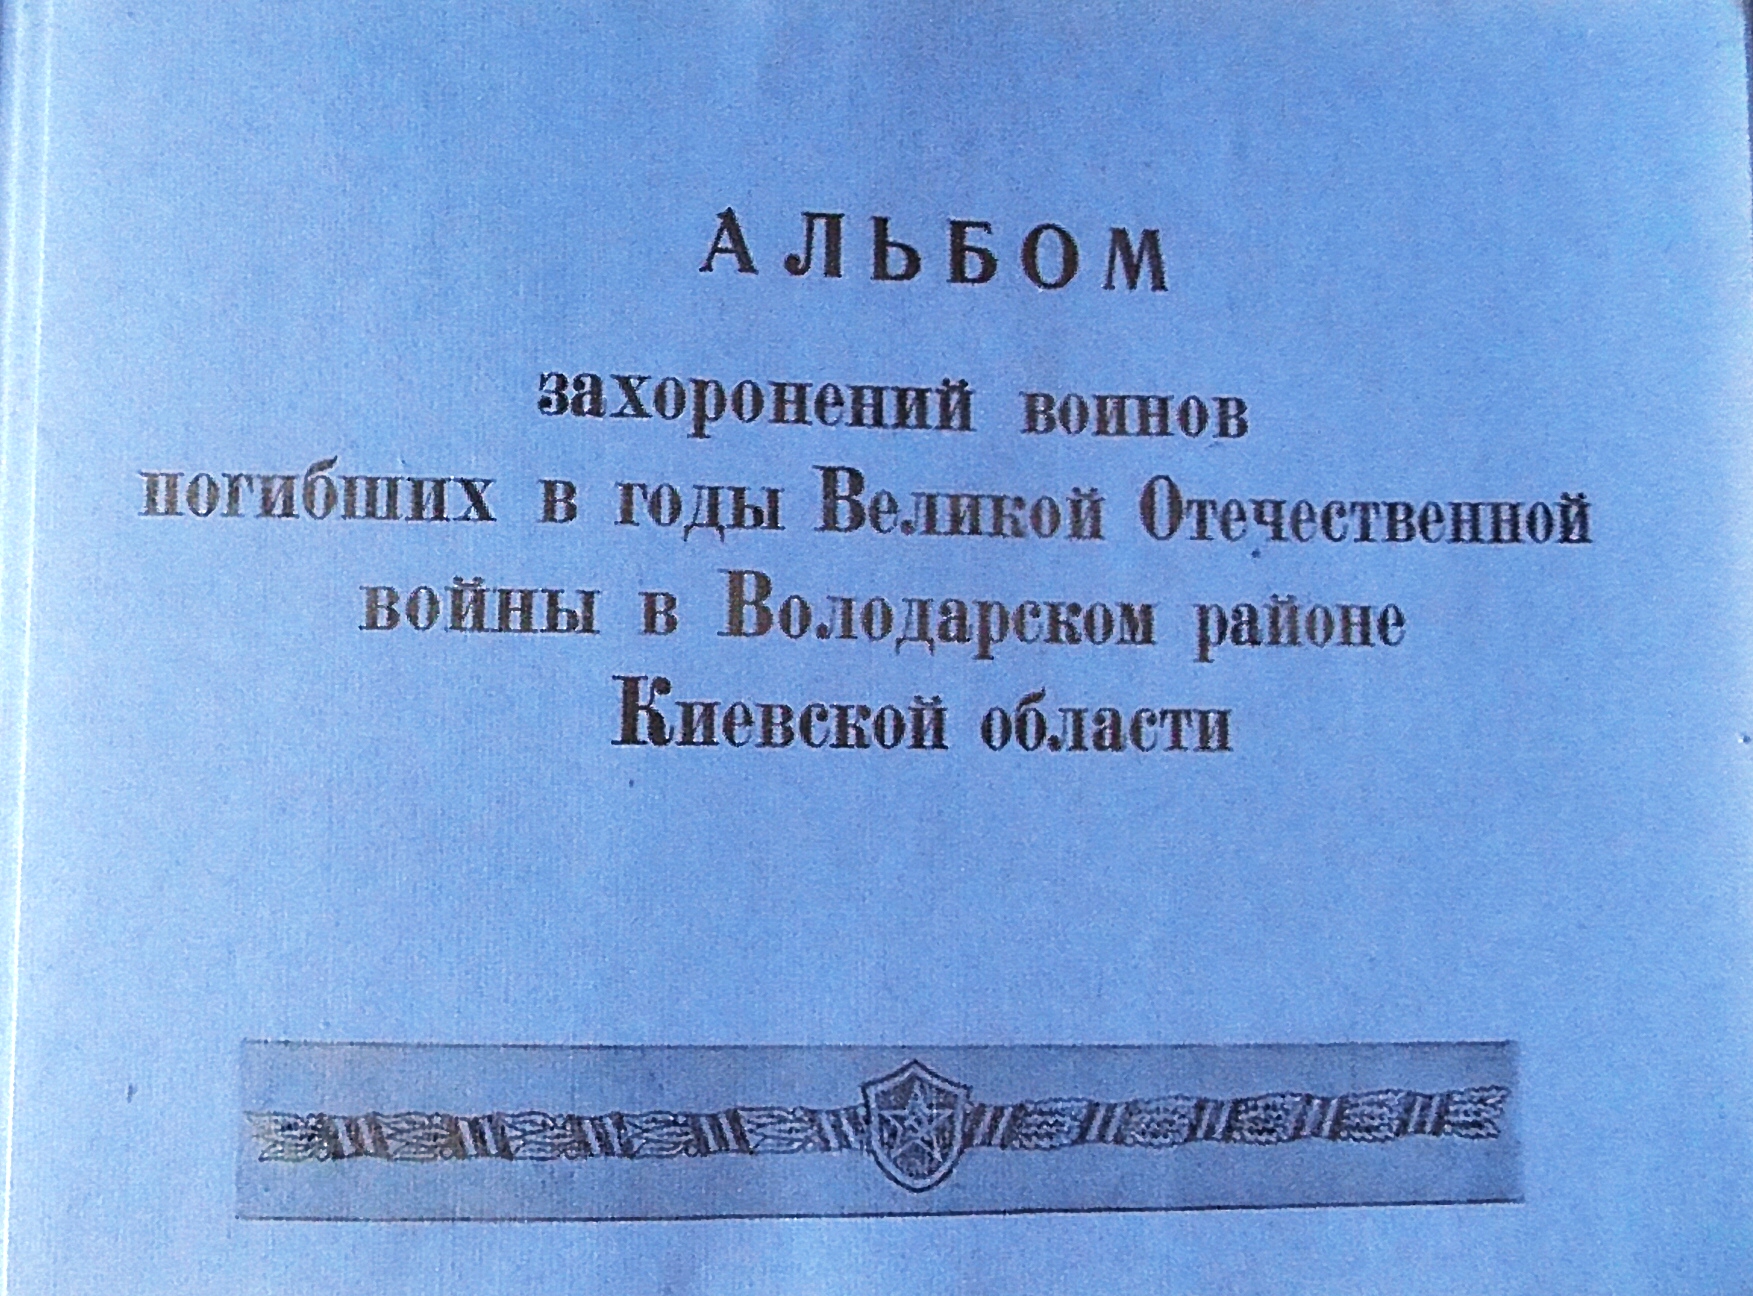 АЛЬБОМ
захоронений воинов
погибших в годы Великой Отечественной
войны в Володарском районе
Киевской области